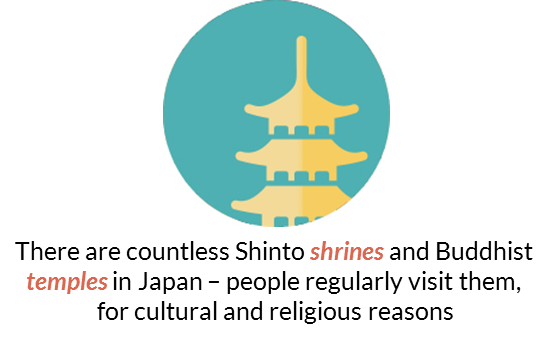 There are countless Shinto shrines and Buddhist
temples in Japan – people regularly visit them,
for cultural and religious reasons